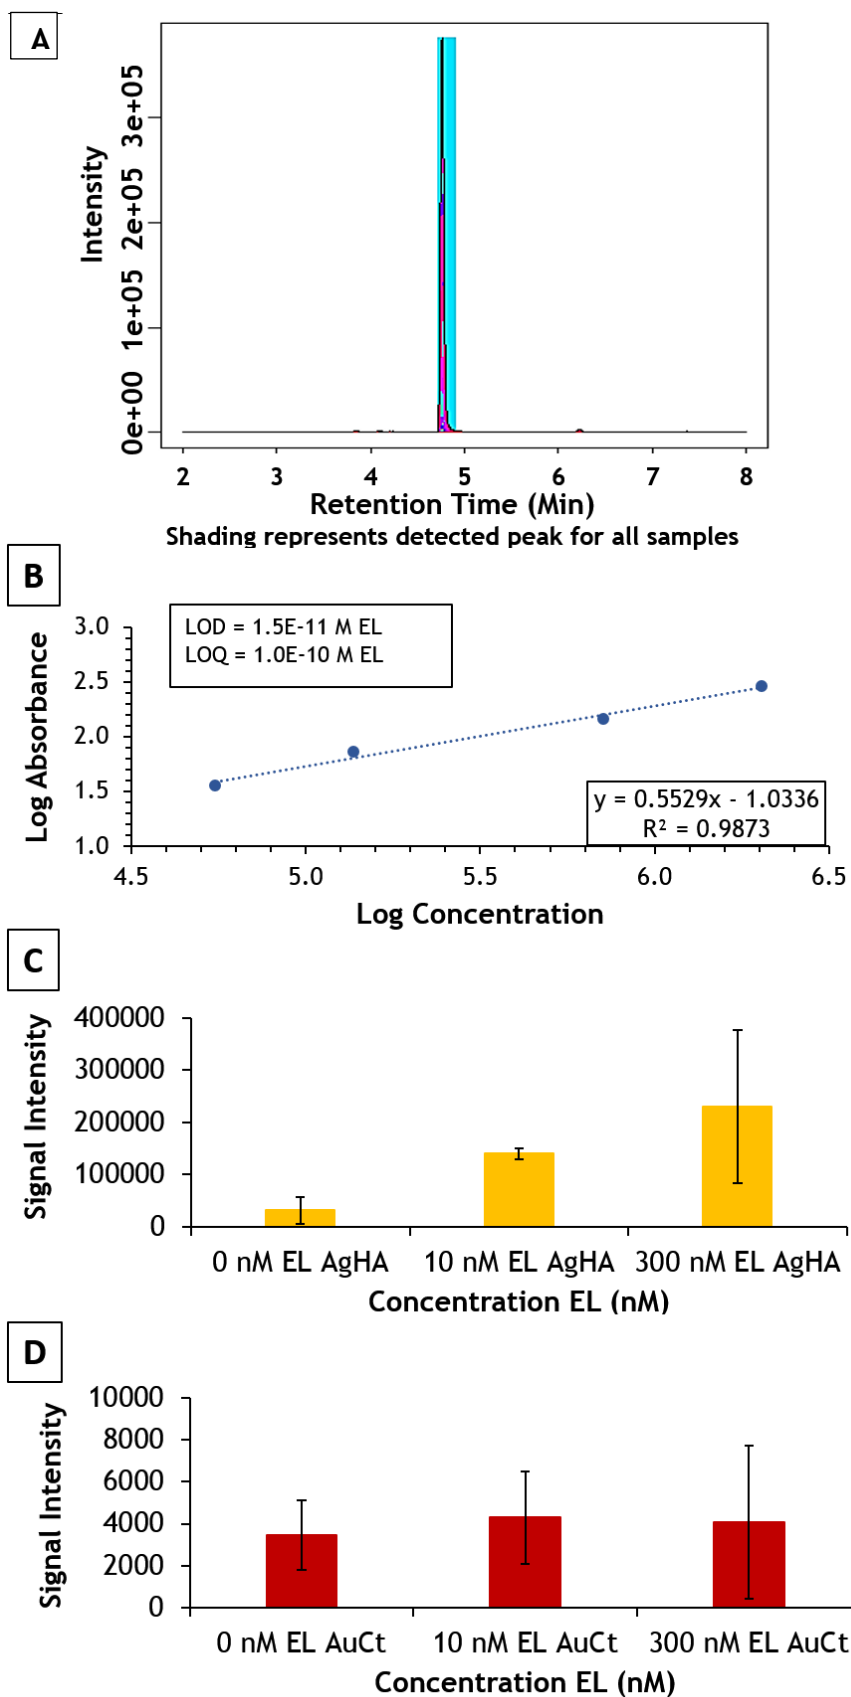 A
Intensity
3e+05
2e+05
1e+05
0e+00
2 3 4 5 6 7 8
Retention Time (Min)
Shading represents detected peak for all samples
B
Log Absorbance
3.0
2.5
2.0
1.5
1.0
LOD = 1.5E-11 M EL
LOQ = 1.0E-10 M EL
y = 0.5529x - 1.0336
R² = 0.9873
4.5 5.0 5.5 6.0 6.5
Log Concentration
C
Signal Intensity
400000
300000
200000
100000
0
0 nM EL AgHA 10 nM EL AgHA 300 nM EL AgHA
Concentration EL (nM)
D
Signal Intensity
10000
8000
6000
4000
2000
0
0 nM EL AuCt 10 nM EL AuCt 300 nM EL AuCt
Concentration EL (nM)